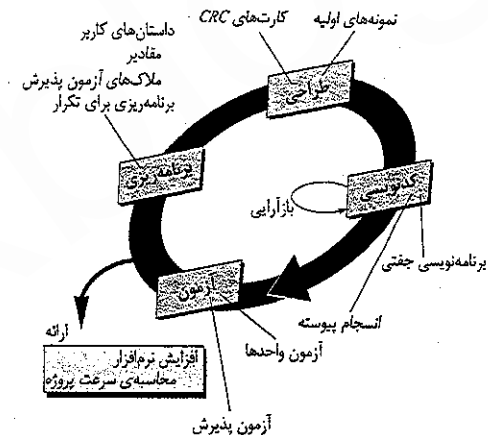 نمونه‌های اولیه
کارت‌های CRC
داستان‌های کاربر
مقادیر
ملاک‌های آزمون پذیرش
برنامه‌ریزی برای تکرار
طراحی
برنامه‌ریزی
کدنویسی
بازآرایی
برنامه‌نویسی جفتی
انسجام پیوسته
آزمون
آزمون واحدها
ارائه
افزایش نرم‌افزار
محاسبه‌ی سرعت پروژه
آزمون پذیرش